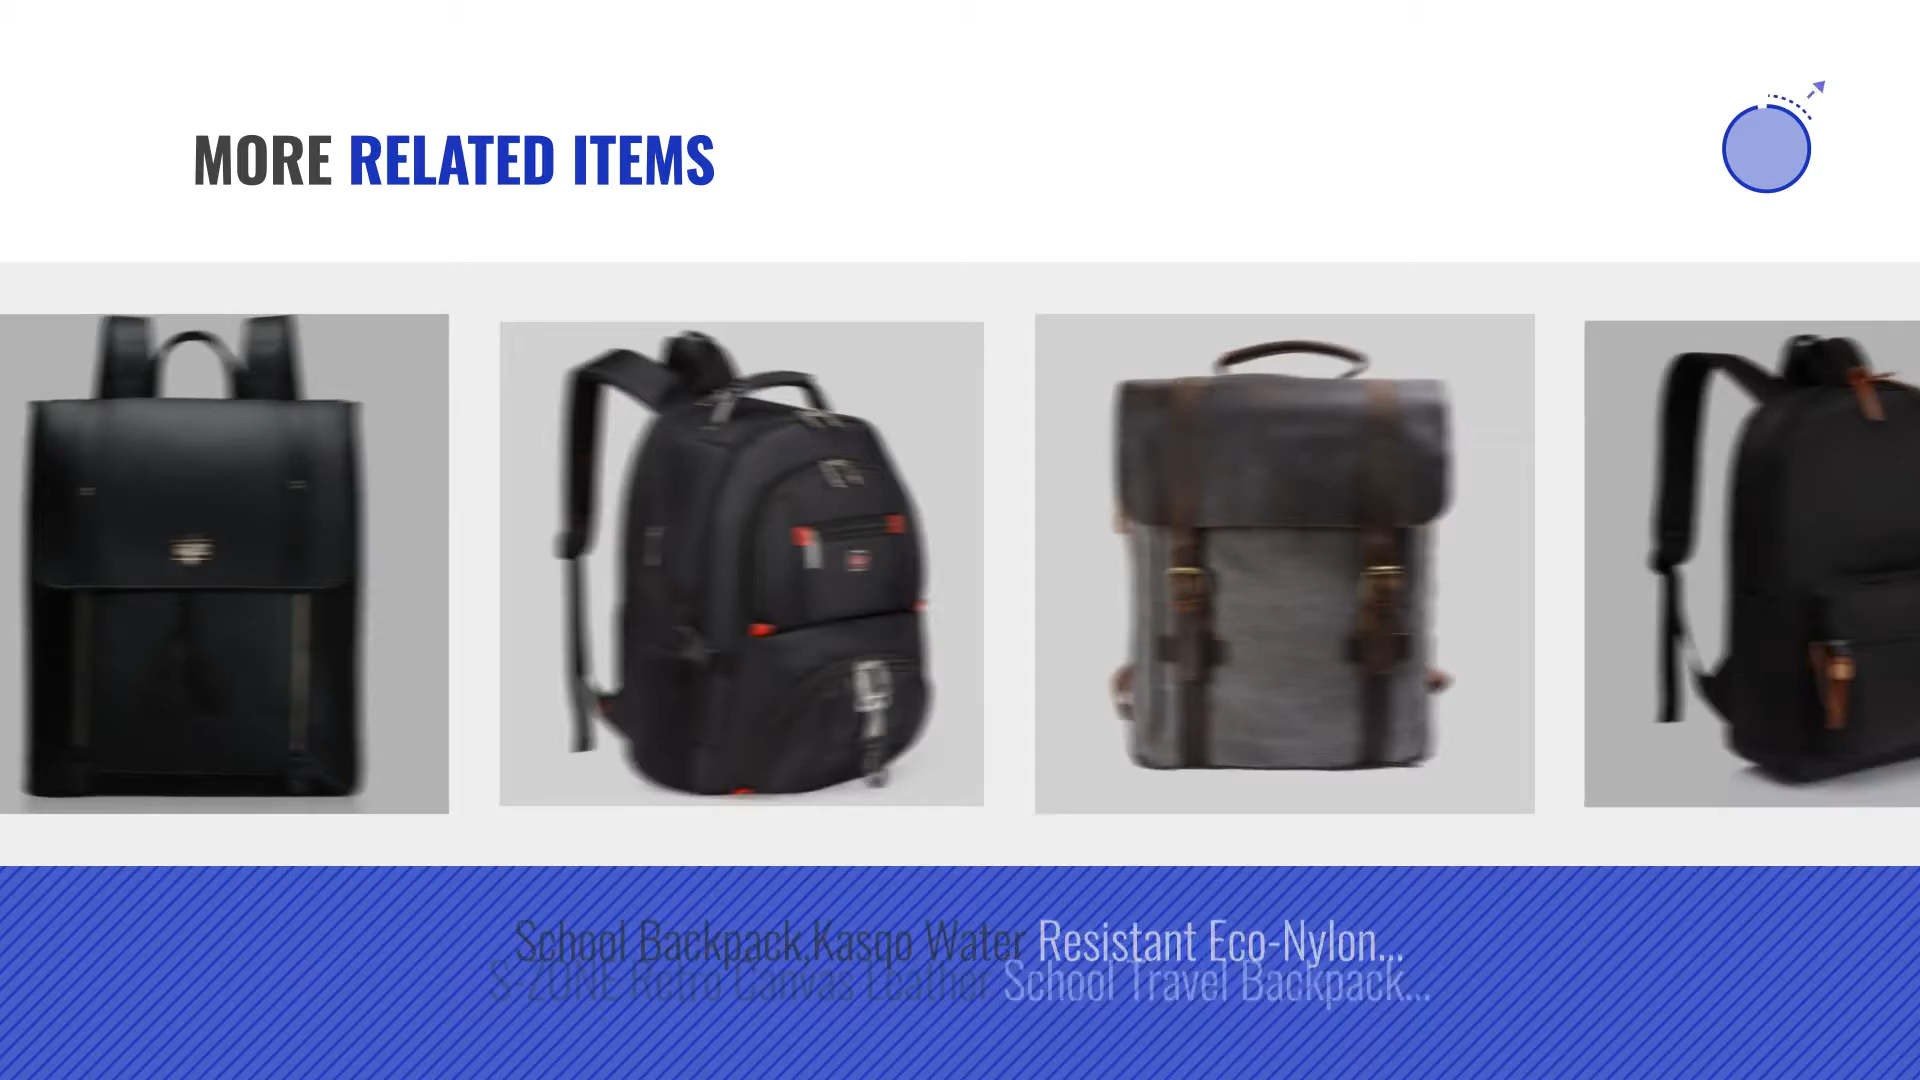 MORE RELATED ITEMS
School Backpack,Kasqo Water Resistant Eco-Nylon...
S-ZONE Retro Canvas Leather School Travel Backpack...